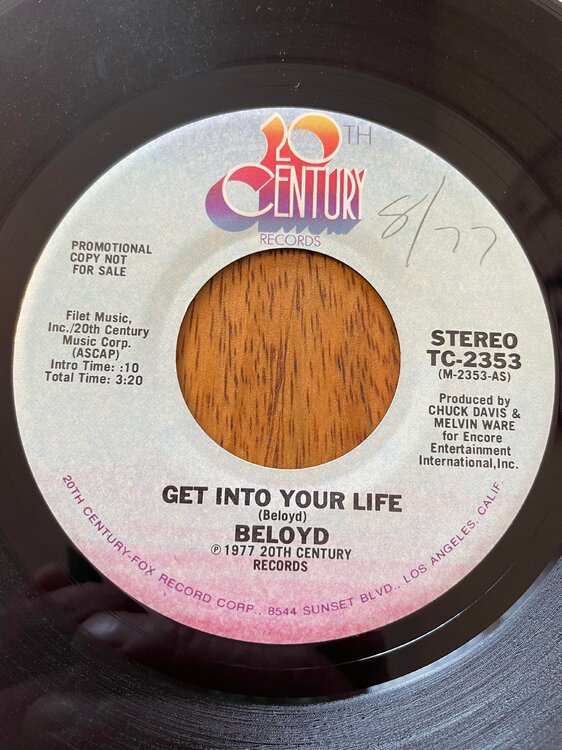 20TH
CENTURY
RECORDS
8/77
PROMOTIONAL
COPY NOT
FOR SALE
Filet Music,
Inc./20th Century
Music Corp.
(ASCAP)
Intro Time: :10
Total Time: 3:20
STEREO
TC-2353
(M-2353-AS)
Produced by
CHUCK DAVIS &
MELVIN WARE
for Encore
Entertainment
International,Inc.
GET INTO YOUR LIFE
(Beloyd)
BELOYD
℗ 1977 20TH CENTURY
RECORDS
20TH CENTURY-FOX RECORD CORP., 8544 SUNSET BLVD., LOS ANGELES, CALIF.